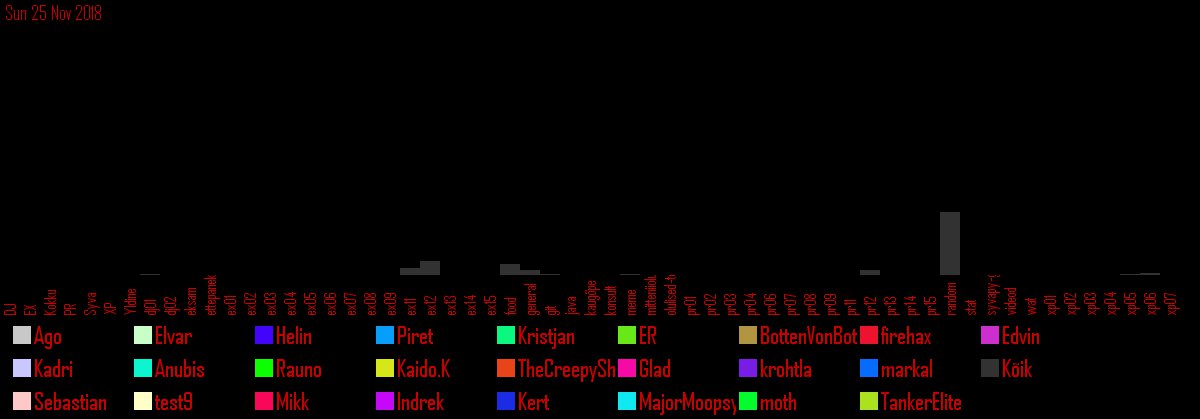 Sun 25 Nov 2018
DJ EX Kokku PR Syva XP Yldine dj01 dj02 eksam ettepanek ex01 ex02 ex03 ex04 ex05 ex06 ex07 ex08 ex09 ex11 ex12 ex13 ex14 ex15 food general git java kaugõpe konsult meme mitteriiol. olulised-h pr01 pr02 pr03 pr04 pr06 pr07 pr08 pr09 pr11 pr12 pr13 pr14 pr15 random stat videod wat xp01 xp02 xp03 xp04 xp05 xp06 xp07
Ago Elvar Helin Piret Kristjan ER BottenVonBot firehax Edvin
Kadri Anubis Rauno Kaido.K TheCreepySh Glad krohtla markal Kõik
Sebastian test9 Mikk Indrek Kert MajorMoopsy moth TankerElite